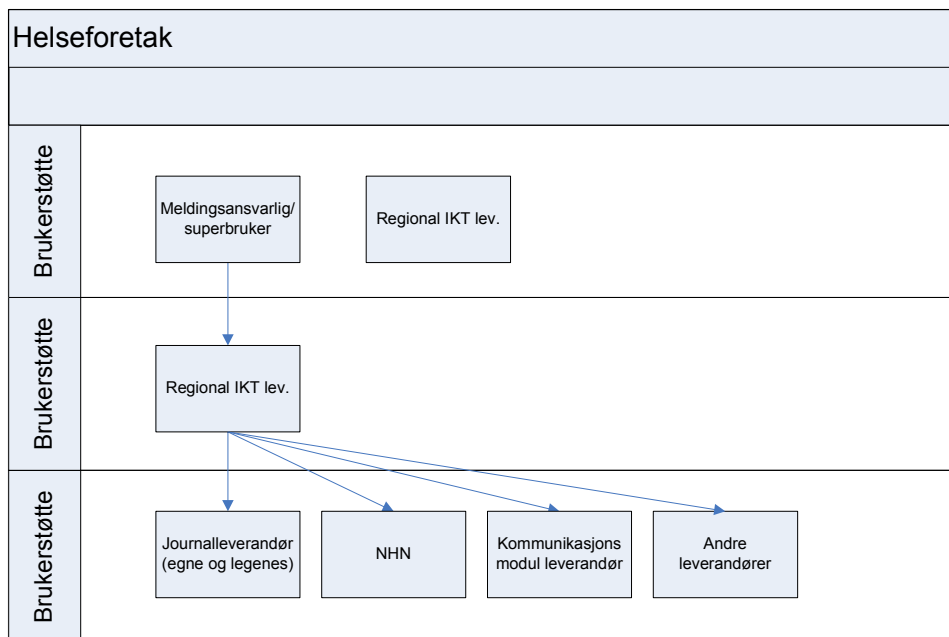 Helseforetak
Brukerstøtte
Meldingsansvarlig/
superbruker
Regional IKT lev.
Brukerstøtte
Regional IKT lev.
Brukerstøtte
Journalleverandør
(egne og legenes)
NHN
Kommunikasjons
modul leverandør
Andre
leverandører